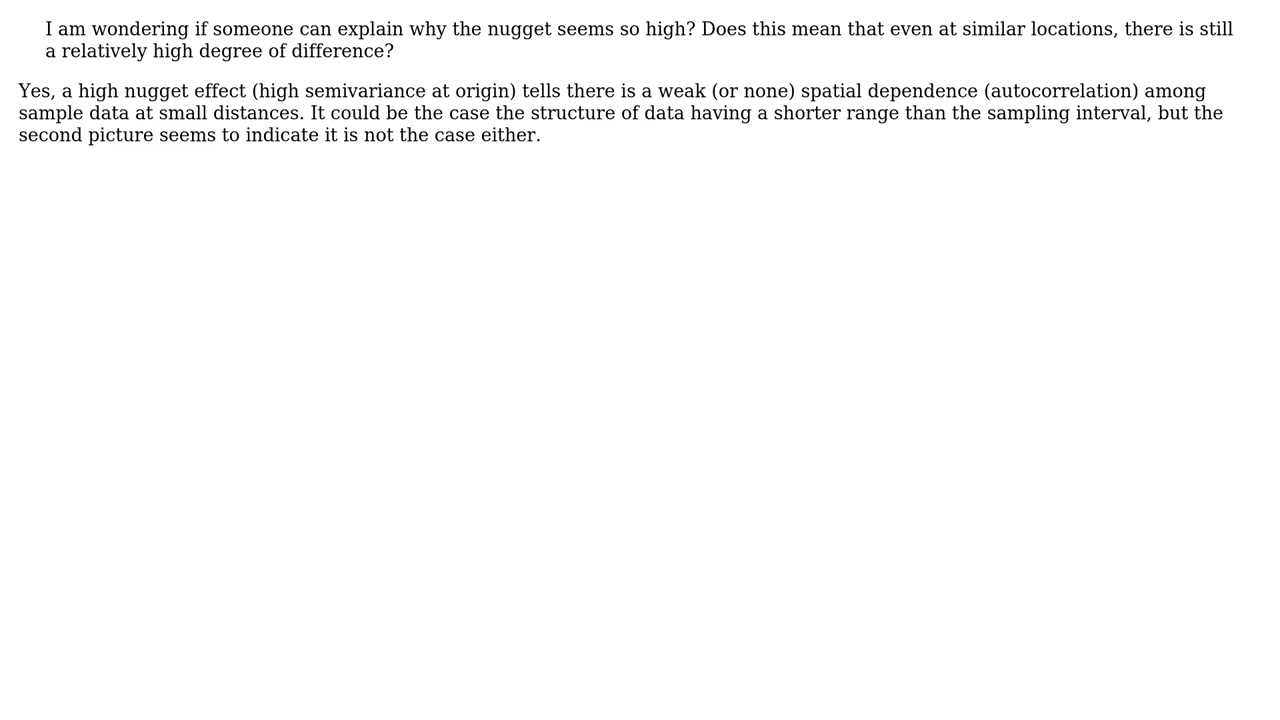 I am wondering if someone can explain why the nugget seems so high? Does this mean that even at similar locations, there is still
a relatively high degree of difference?
Yes, a high nugget effect (high semivariance at origin) tells there is a weak (or none) spatial dependence (autocorrelation) among
sample data at small distances. It could be the case the structure of data having a shorter range than the sampling interval, but the
second picture seems to indicate it is not the case either.